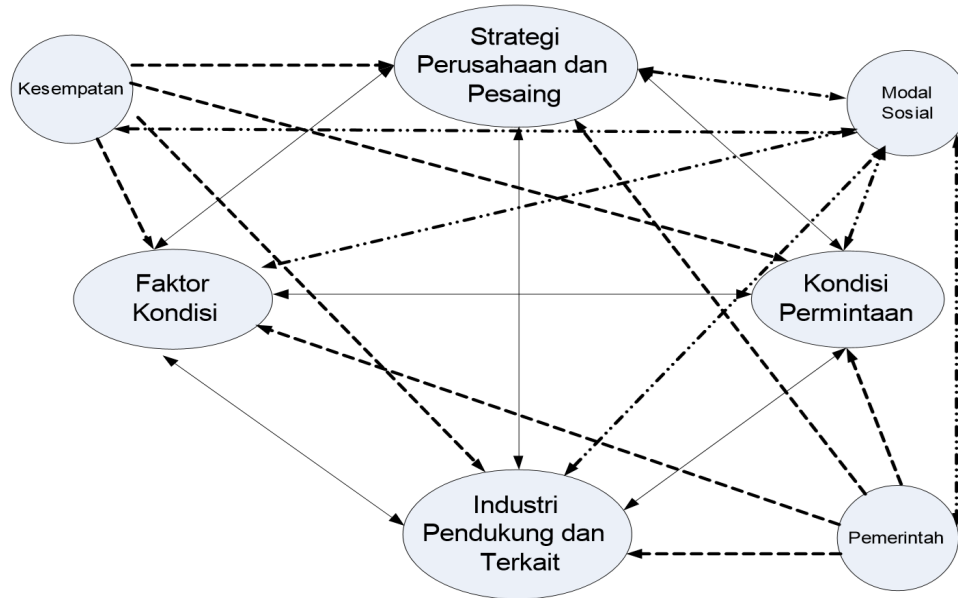 Strategi
Perusahaan dan
Pesaing
Kesempatan
Modal
Sosial
Faktor
Kondisi
Kondisi
Permintaan
Industri
Pendukung dan
Terkait
Pemerintah